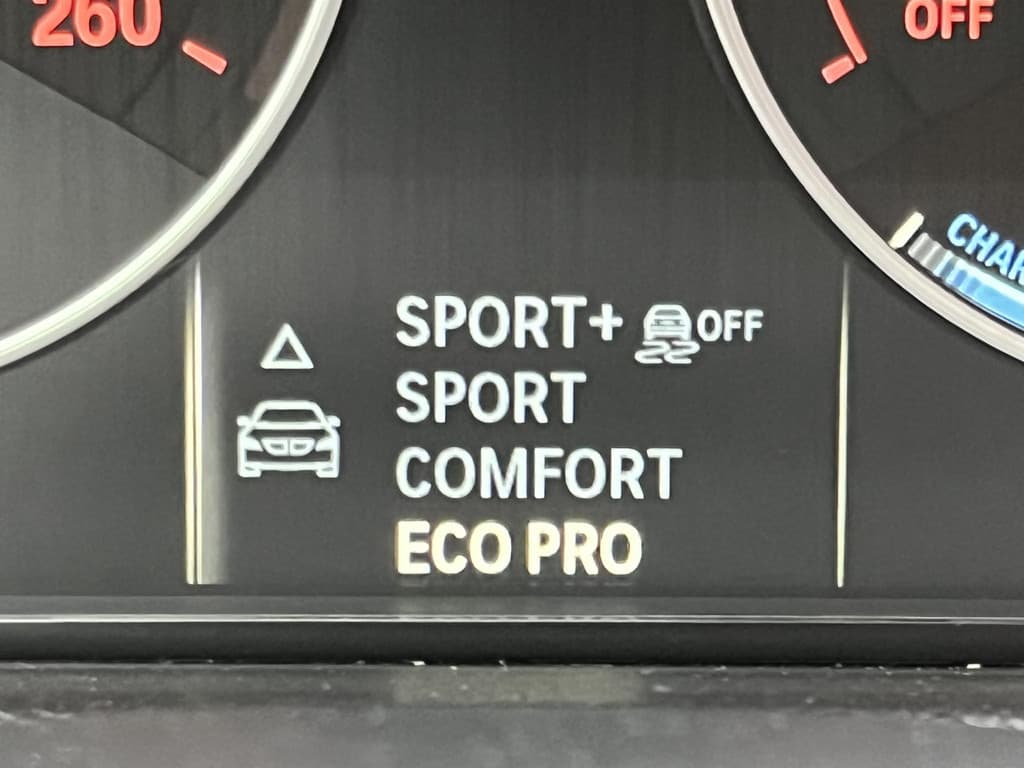 260
OFF
CHAR
SPORT+ OFF
SPORT
COMFORT
ECO PRO